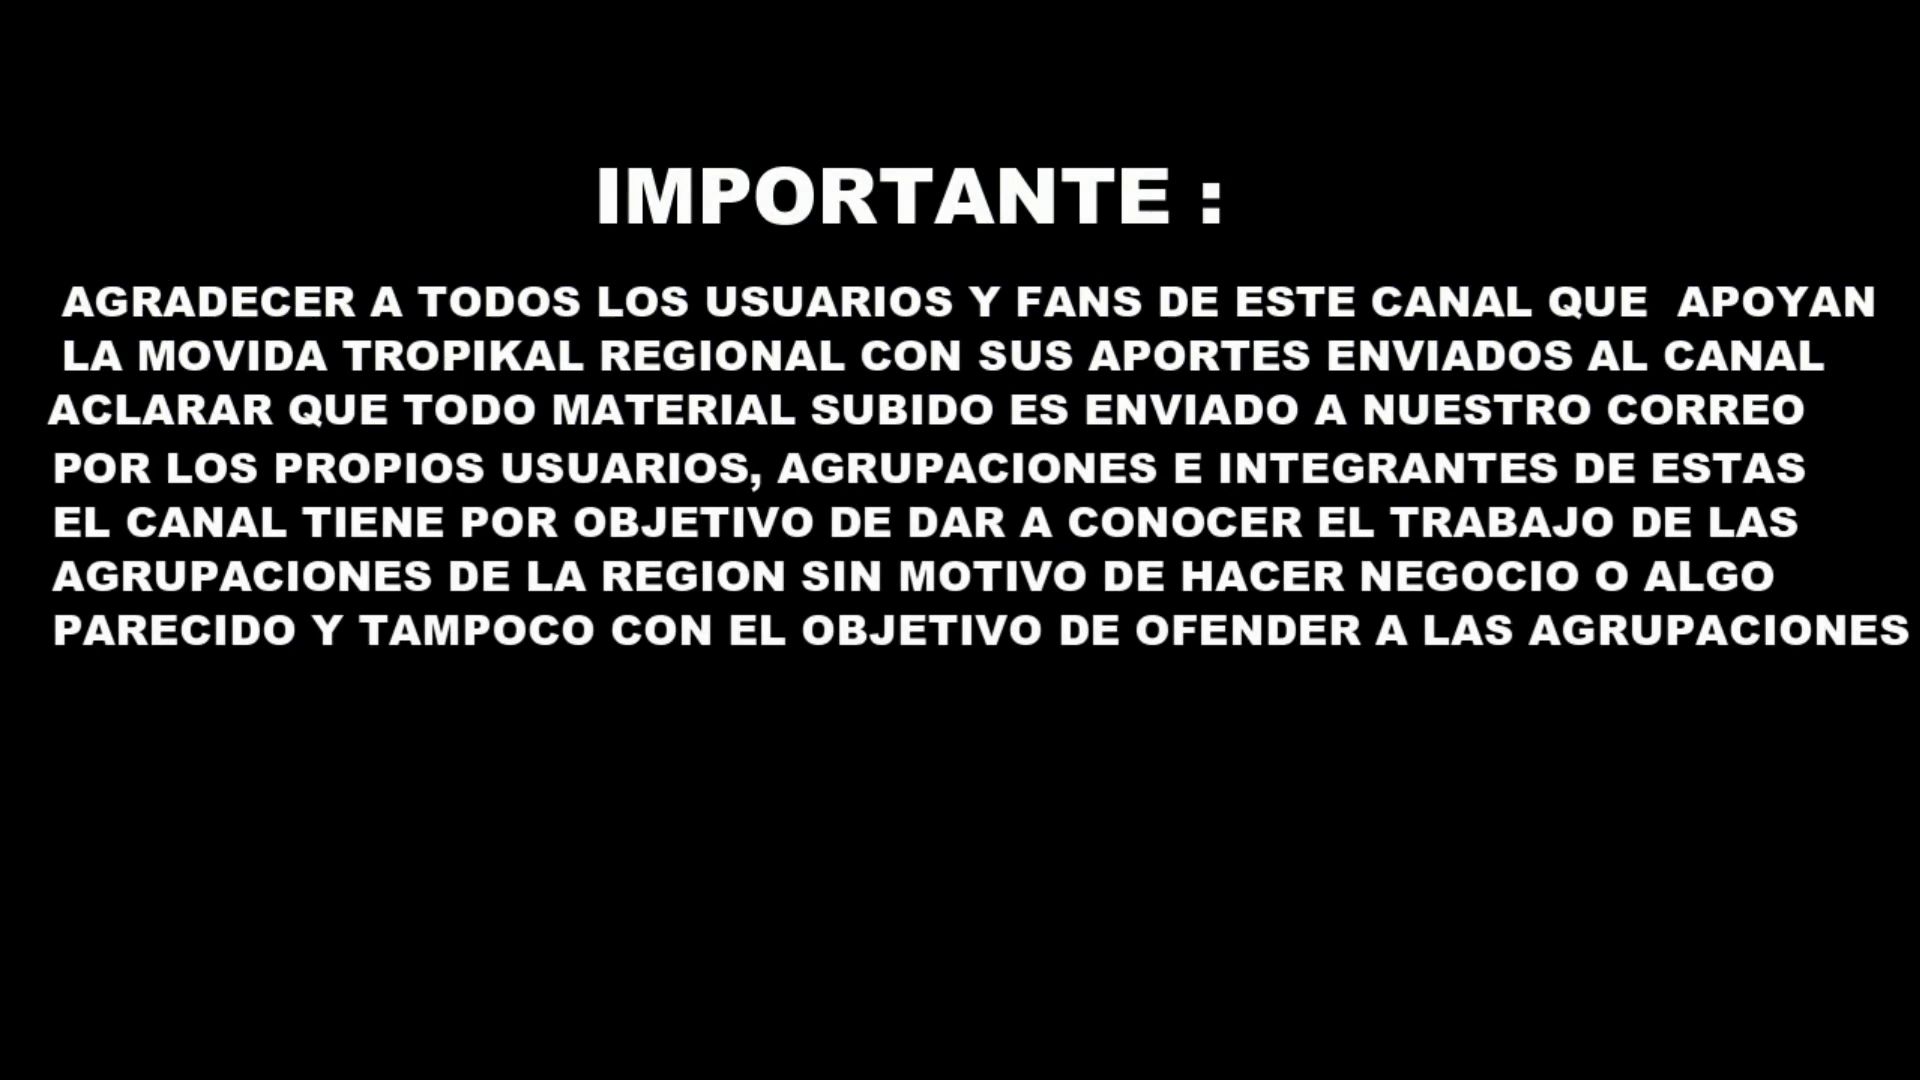 IMPORTANTE :
AGRADECER A TODOS LOS USUARIOS Y FANS DE ESTE CANAL QUE APOYAN
LA MOVIDA TROPIKAL REGIONAL CON SUS APORTES ENVIADOS AL CANAL
ACLARAR QUE TODO MATERIAL SUBIDO ES ENVIADO A NUESTRO CORREO
POR LOS PROPIOS USUARIOS, AGRUPACIONES E INTEGRANTES DE ESTAS
EL CANAL TIENE POR OBJETIVO DE DAR A CONOCER EL TRABAJO DE LAS
AGRUPACIONES DE LA REGION SIN MOTIVO DE HACER NEGOCIO O ALGO
PARECIDO Y TAMPOCO CON EL OBJETIVO DE OFENDER A LAS AGRUPACIONES